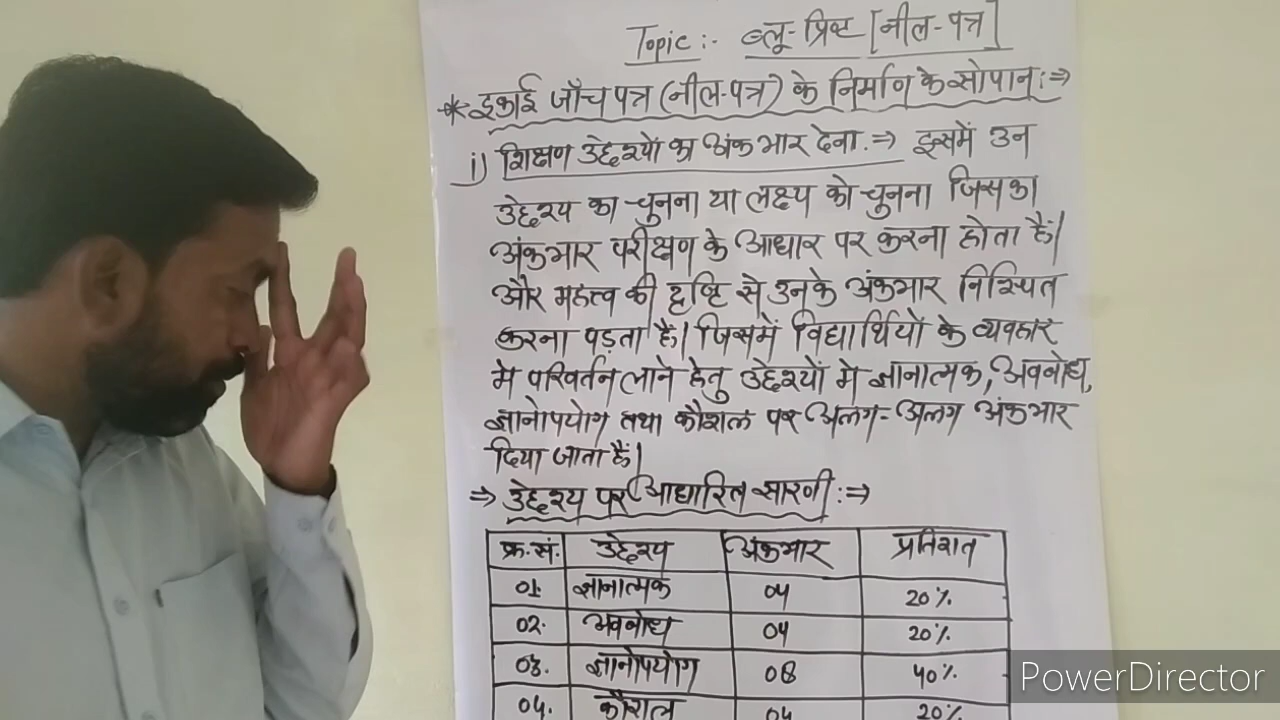 Topic:- ब्लू-प्रिंट [नील-पत्र]
* इकाई जाँच पत्र (नील-पत्र) के निर्माण के सोपान:⇒
i) शिक्षण उद्देश्यों का अंकभार देना.⇒ इसमें उन
उद्देश्य का चुनना या लक्ष्य को चुनना जिसका
अंकभार परीक्षण के आधार पर करना होता हैं।
और महत्त्व की दृष्टि से उनके अंकभार निश्चित
करना पड़ता है। जिसमें विद्यार्थियों के व्यवहार
मे परिवर्तन लाने हेतु उद्देश्यों मे ज्ञानात्मक, अवबोध,
ज्ञानोपयोग तथा कौशल पर अलग-अलग अंकभार
दिया जाता हैं।
⇒ उद्देश्य पर आधारित सारणी:⇒
क्र.सं. उद्देश्य अंकभार प्रतिशत
01. ज्ञानात्मक 04 20%
02. अवबोध 04 20%
03. ज्ञानोपयोग 08 40%
04. कौशल 04 20%
PowerDirector